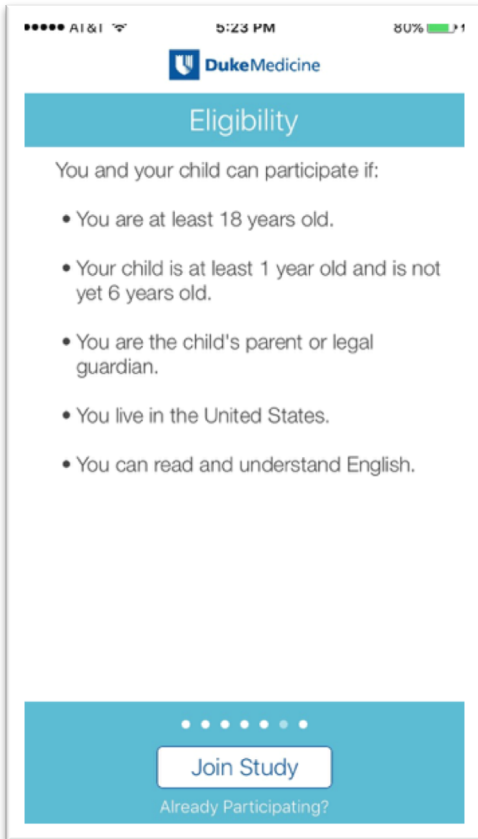 AT&T 5:23 PM 80%
DukeMedicine
Eligibility
You and your child can participate if:
• You are at least 18 years old.
• Your child is at least 1 year old and is not
yet 6 years old.
• You are the child's parent or legal
guardian.
• You live in the United States.
• You can read and understand English.
Join Study
Already Participating?